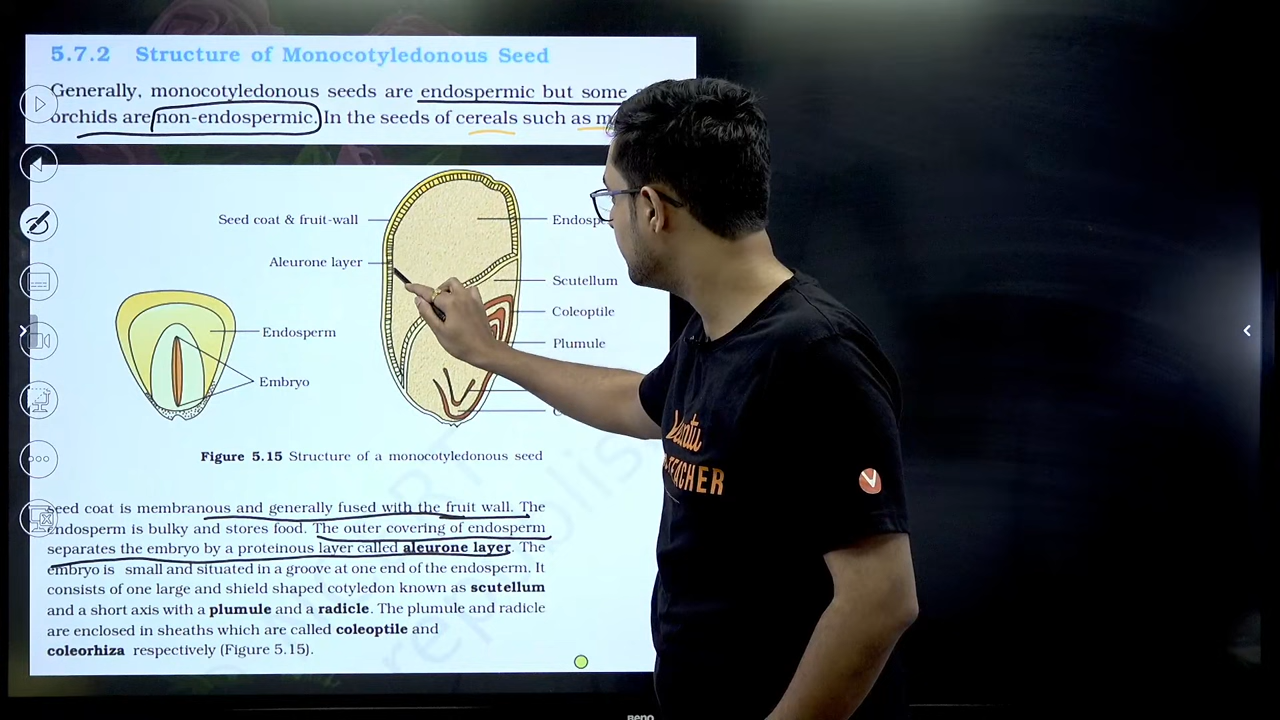 5.7.2 Structure of Monocotyledonous Seed
Generally, monocotyledonous seeds are endospermic but some
orchids are non-endospermic. In the seeds of cereals such as
Seed coat & fruit-wall
Aleurone layer
Scutellum
Coleoptile
Plumule
Endosperm
Embryo
Figure 5.15 Structure of a monocotyledonous seed
seed coat is membranous and generally fused with the fruit wall. The
endosperm is bulky and stores food. The outer covering of endosperm
separates the embryo by a proteinous layer called aleurone layer. The
embryo is small and situated in a groove at one end of the endosperm. It
consists of one large and shield shaped cotyledon known as scutellum
and a short axis with a plumule and a radicle. The plumule and radicle
are enclosed in sheaths which are called coleoptile and
coleorhiza respectively (Figure 5.15).
V
BenQ